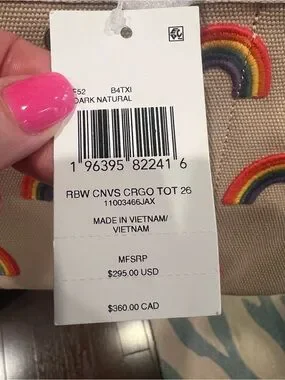 B4TXI
DARK NATURAL
1 96395 82241 6
RBW CNVS CRGO TOT 26
11003466JAX
MADE IN VIETNAM/
VIETNAM
MFSRP
$295.00 USD
$360.00 CAD